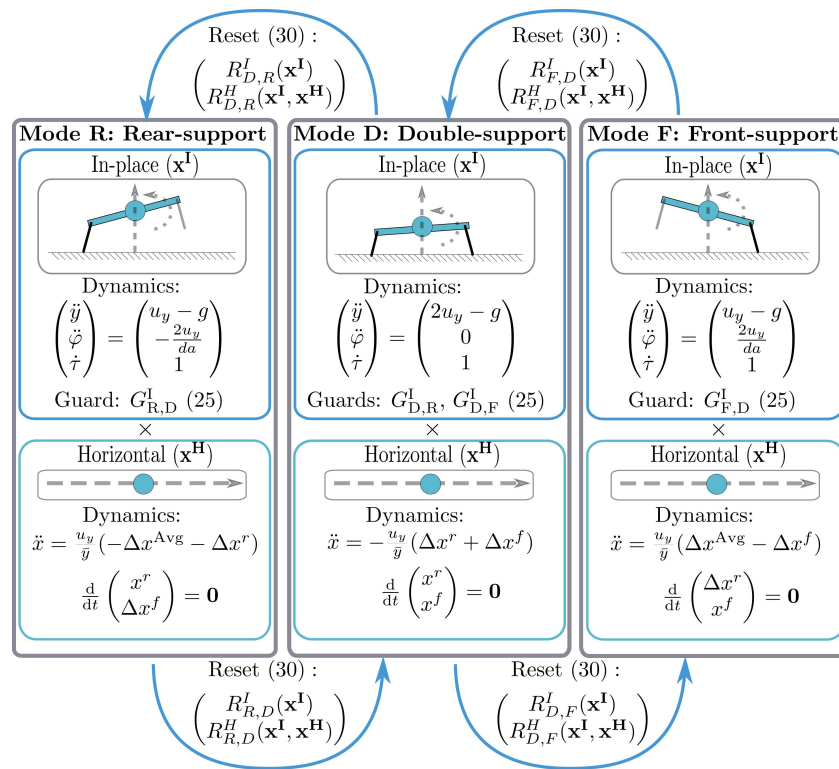 Reset (30) :
( R^I_{D,R}(x^I)
R^H_{D,R}(x^I, x^H) )
Reset (30) :
( R^I_{F,D}(x^I)
R^H_{F,D}(x^I, x^H) )
Mode R: Rear-support
In-place (x^I)
Dynamics:
(ÿ, φ̈, τ̇) = (u_y − g, −2u_y/da, 1)
Guard: G^I_{R,D} (25)
×
Horizontal (x^H)
Dynamics:
ẍ = u_y/ȳ (−Δx^Avg − Δx^r)
d/dt (x^r, Δx^f) = 0
Mode D: Double-support
In-place (x^I)
Dynamics:
(ÿ, φ̈, τ̇) = (2u_y − g, 0, 1)
Guards: G^I_{D,R}, G^I_{D,F} (25)
×
Horizontal (x^H)
Dynamics:
ẍ = −u_y/ȳ (Δx^r + Δx^f)
d/dt (x^r, x^f) = 0
Mode F: Front-support
In-place (x^I)
Dynamics:
(ÿ, φ̈, τ̇) = (u_y − g, 2u_y/da, 1)
Guard: G^I_{F,D} (25)
×
Horizontal (x^H)
Dynamics:
ẍ = u_y/ȳ (Δx^Avg − Δx^f)
d/dt (Δx^r, x^f) = 0
Reset (30) :
( R^I_{R,D}(x^I)
R^H_{R,D}(x^I, x^H) )
Reset (30) :
( R^I_{D,F}(x^I)
R^H_{D,F}(x^I, x^H) )